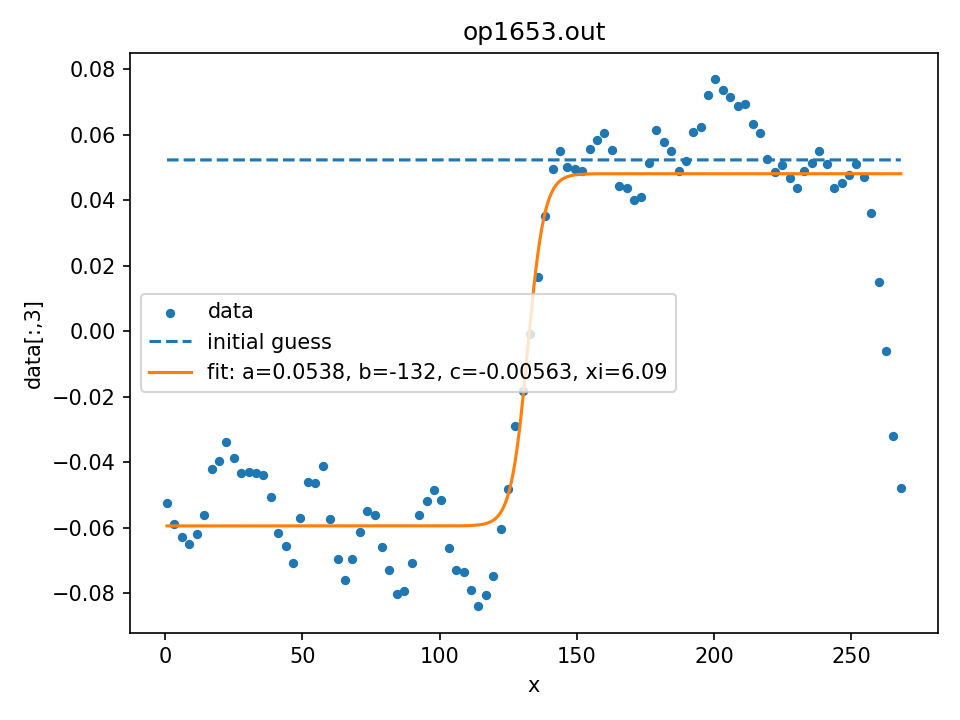 op1653.out
0.08
0.06
0.04
0.02
0.00
−0.02
−0.04
−0.06
−0.08
data[:,3]
data
initial guess
fit: a=0.0538, b=-132, c=-0.00563, xi=6.09
0 50 100 150 200 250
x